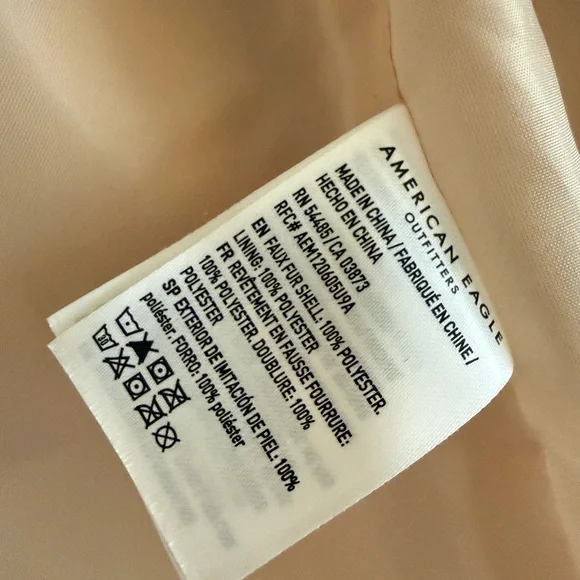 AMERICAN EAGLE
OUTFITTERS
MADE IN CHINA / FABRIQUÉ EN CHINE /
HECHO EN CHINA
RN 54485 / CA 03873
RFC# AEM120605U9A
EN FAUX FUR SHELL: 100% POLYESTER.
LINING: 100% POLYESTER
FR REVÊTEMENT EN FAUSSE FOURRURE:
100% POLYESTER. DOUBLURE: 100%
POLYESTER
SP EXTERIOR DE IMITACIÓN DE PIEL: 100%
poliéster. FORRO: 100% poliéster